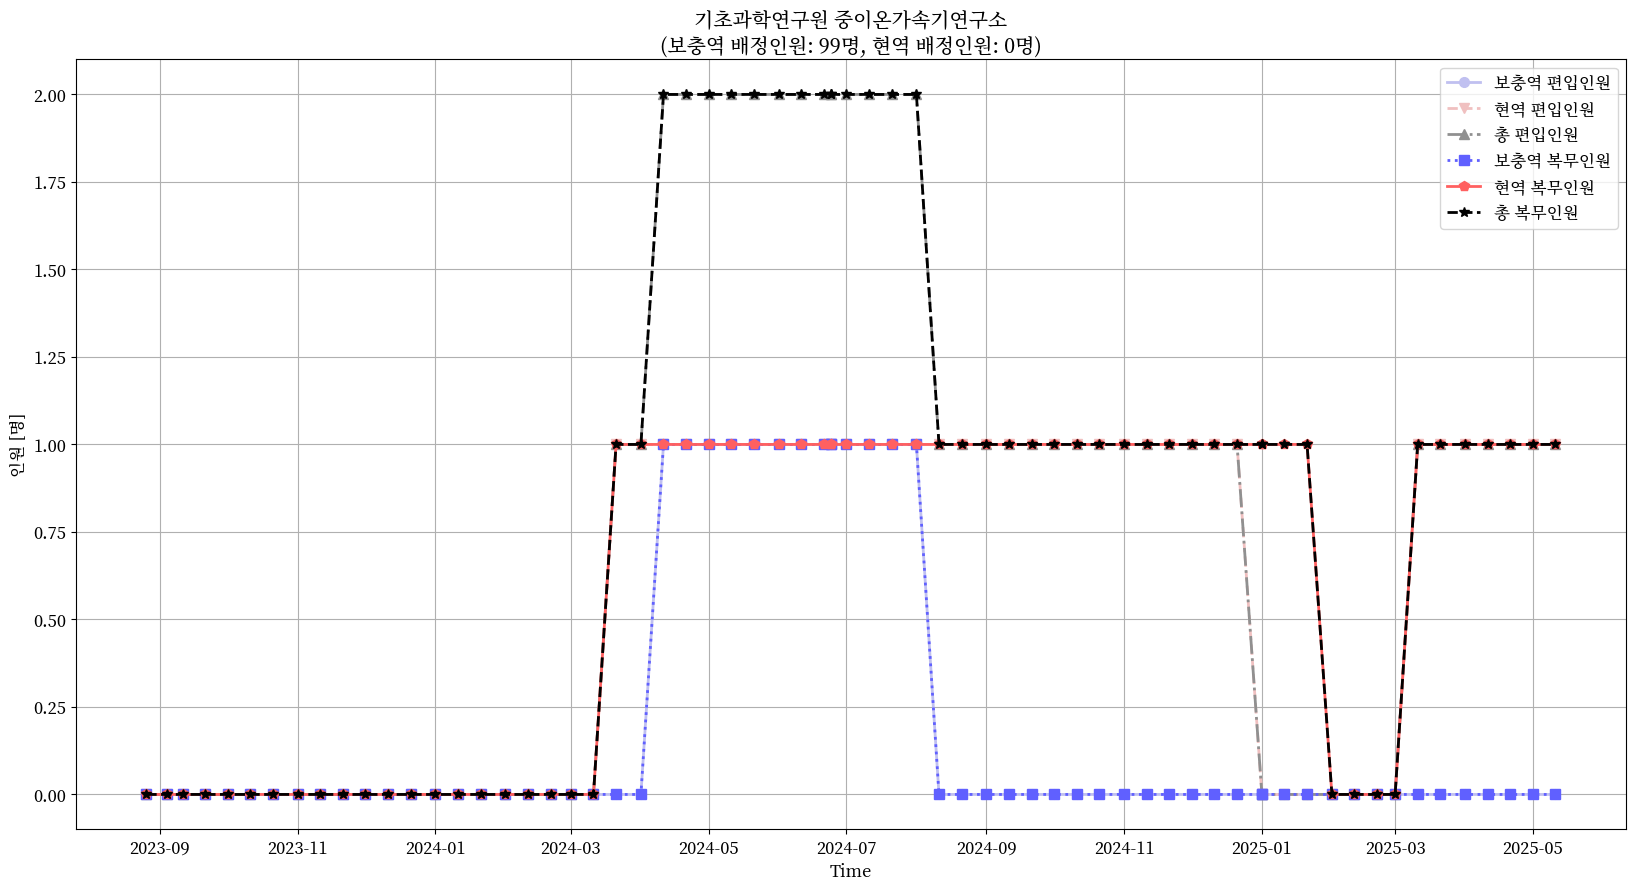 기초과학연구원 중이온가속기연구소
(보충역 배정인원: 99명, 현역 배정인원: 0명)
보충역 편입인원
현역 편입인원
총 편입인원
보충역 복무인원
현역 복무인원
총 복무인원
인원 [명]
2.00
1.75
1.50
1.25
1.00
0.75
0.50
0.25
0.00
2023-09
2023-11
2024-01
2024-03
2024-05
2024-07
2024-09
2024-11
2025-01
2025-03
2025-05
Time